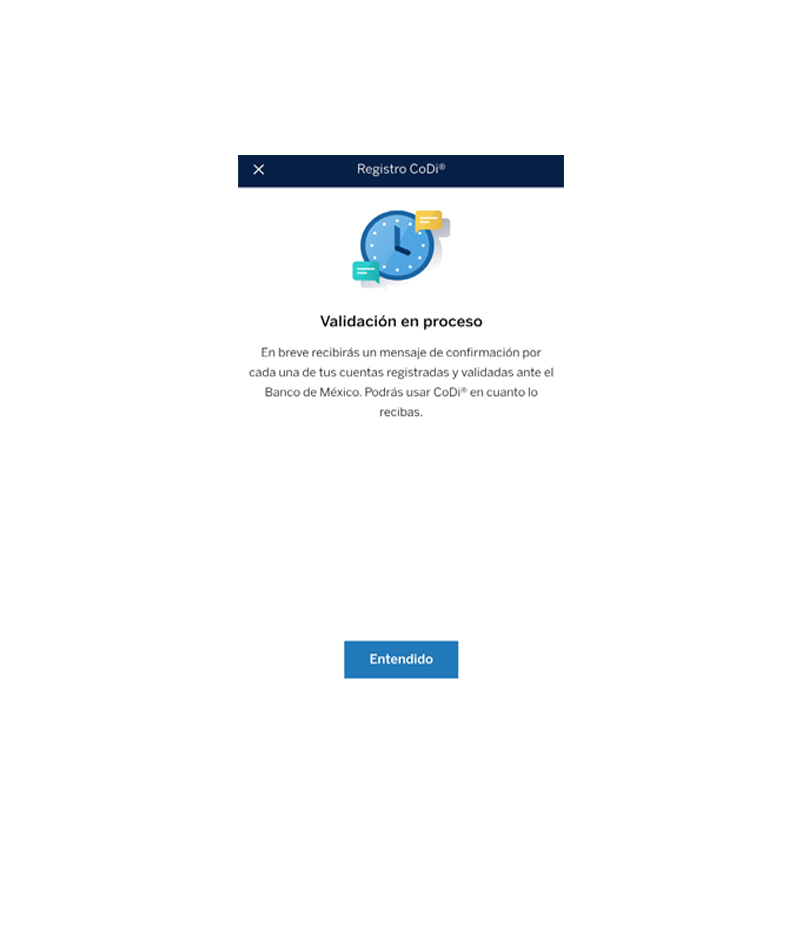 Registro CoDi®
Validación en proceso
En breve recibirás un mensaje de confirmación por
cada una de tus cuentas registradas y validadas ante el
Banco de México. Podrás usar CoDi® en cuanto lo
recibas.
Entendido